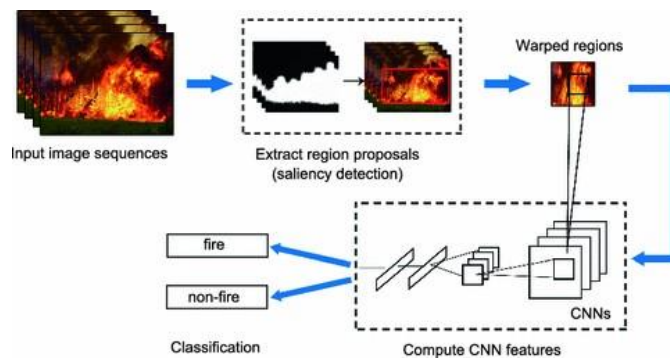 Warped regions
Input image sequences
Extract region proposals
(saliency detection)
fire
non-fire
CNNs
Classification
Compute CNN features